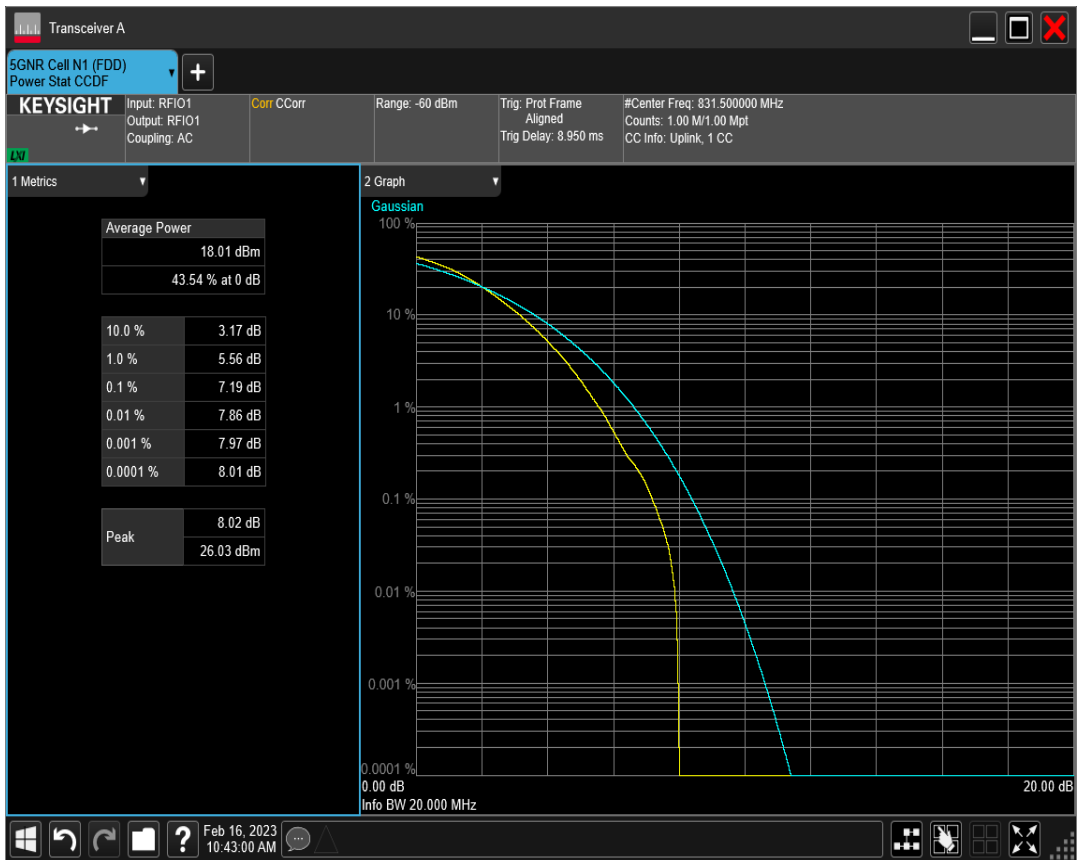 Transceiver A
5GNR Cell N1 (FDD)
Power Stat CCDF
+
KEYSIGHT
LXI
Input: RFIO1
Output: RFIO1
Coupling: AC
Corr CCorr
Range: -60 dBm
Trig: Prot Frame
Aligned
Trig Delay: 8.950 ms
#Center Freq: 831.500000 MHz
Counts: 1.00 M/1.00 Mpt
CC Info: Uplink, 1 CC
1 Metrics
Average Power
18.01 dBm
43.54 % at 0 dB
10.0 % 3.17 dB
1.0 % 5.56 dB
0.1 % 7.19 dB
0.01 % 7.86 dB
0.001 % 7.97 dB
0.0001 % 8.01 dB
Peak
8.02 dB
26.03 dBm
2 Graph
Gaussian
100 %
10 %
1 %
0.1 %
0.01 %
0.001 %
0.0001 %
0.00 dB 20.00 dB
Info BW 20.000 MHz
?
Feb 16, 2023
10:43:00 AM